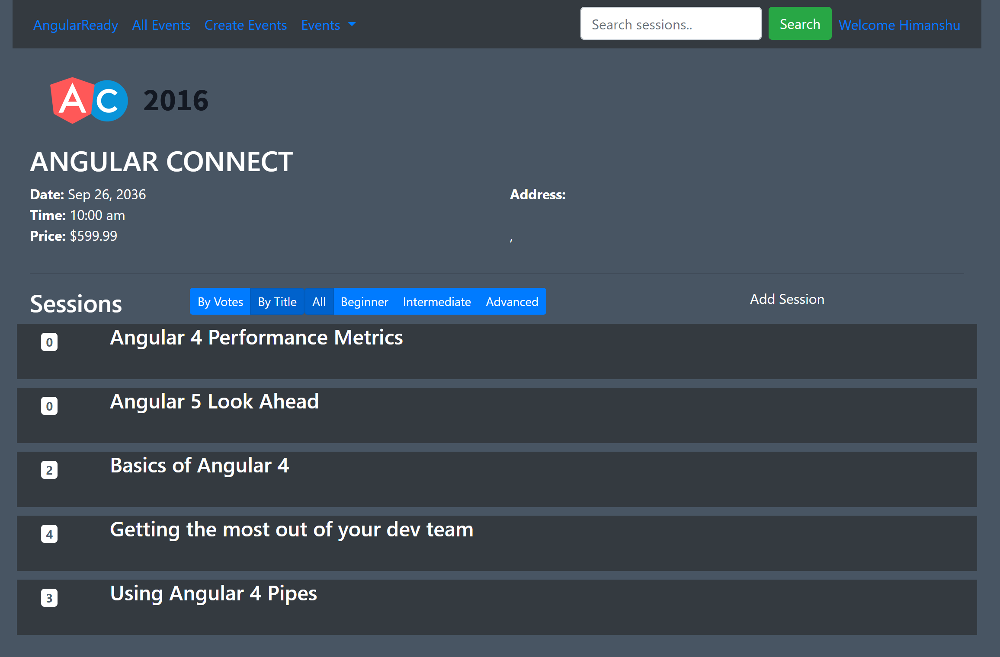 AngularReady All Events Create Events Events Search sessions.. Search Welcome Himanshu
AC 2016
ANGULAR CONNECT
Date: Sep 26, 2036 Address:
Time: 10:00 am
Price: $599.99 ,
Sessions By Votes By Title All Beginner Intermediate Advanced Add Session
0 Angular 4 Performance Metrics
0 Angular 5 Look Ahead
2 Basics of Angular 4
4 Getting the most out of your dev team
3 Using Angular 4 Pipes